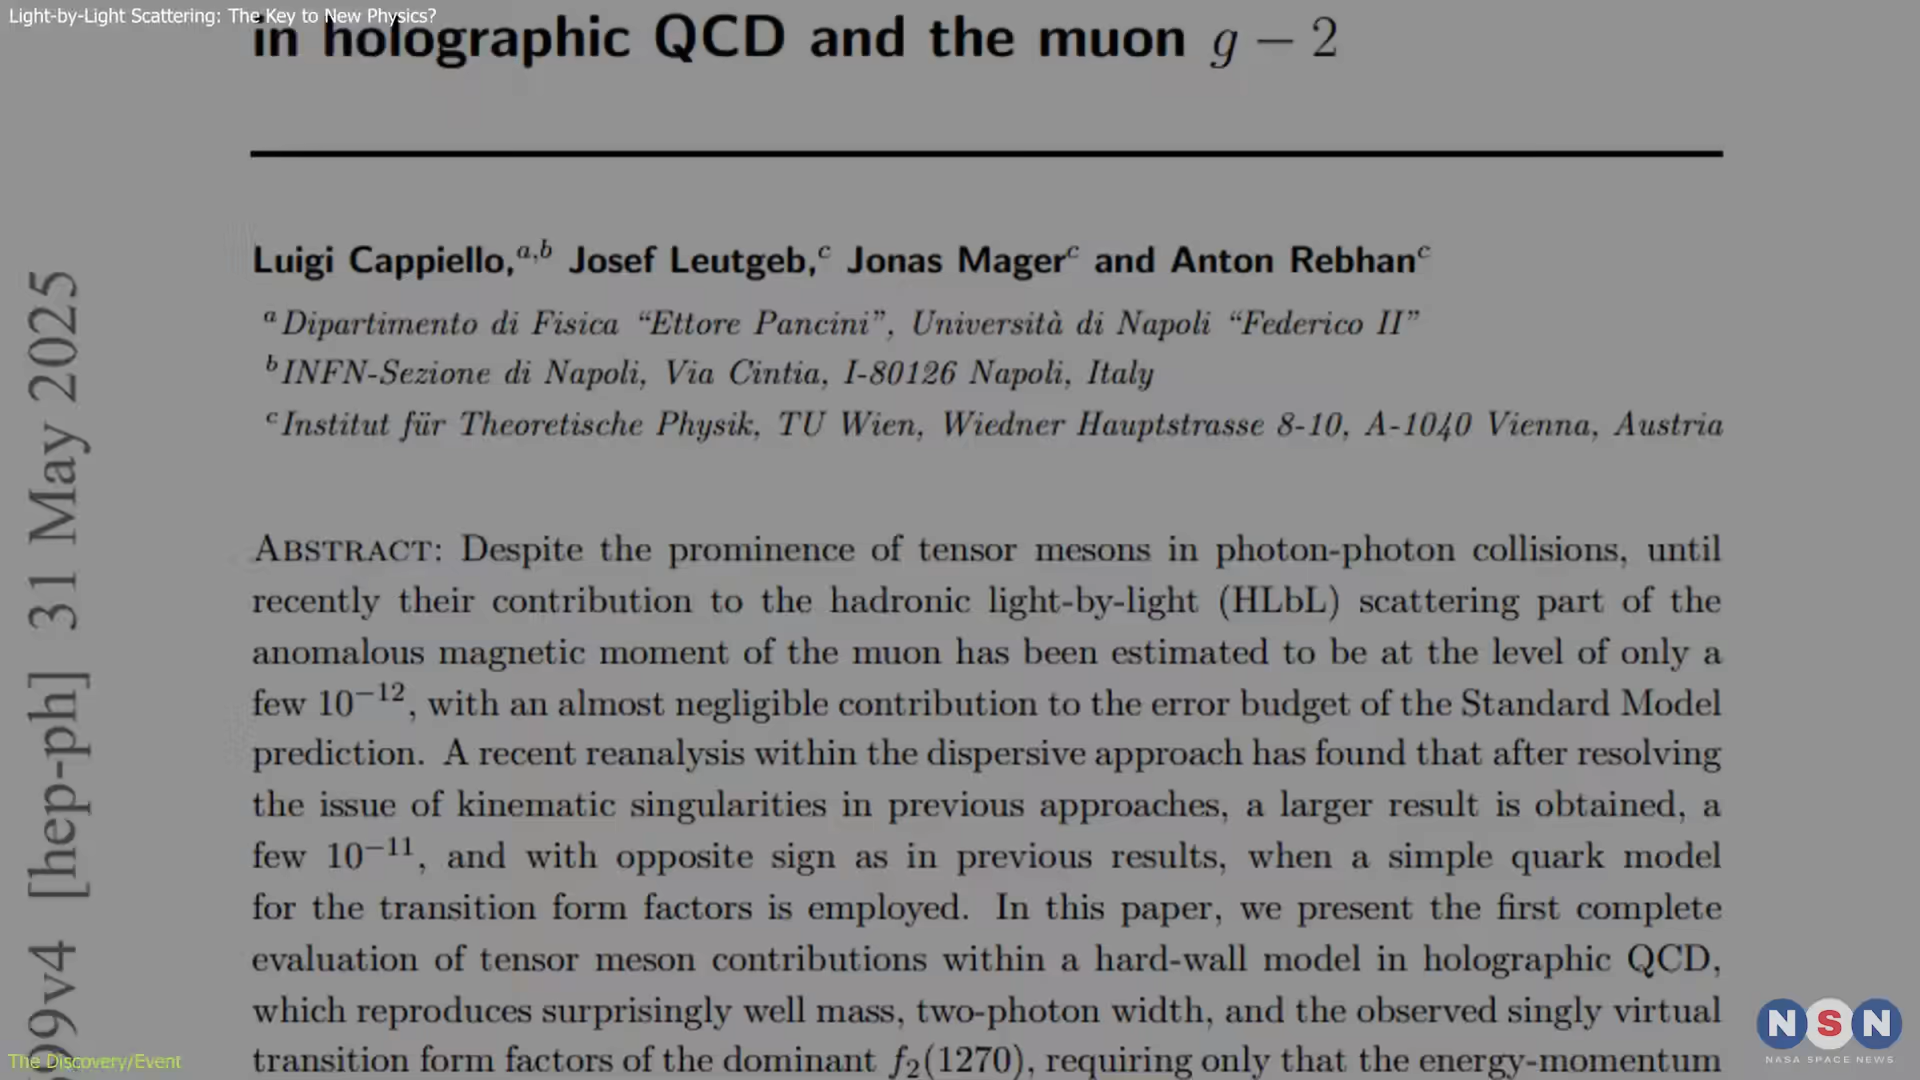 Light-by-Light Scattering: The Key to New Physics?
in holographic QCD and the muon g − 2
Luigi Cappiello,a,b Josef Leutgeb,c Jonas Magerc and Anton Rebhanc
a Dipartimento di Fisica “Ettore Pancini”, Università di Napoli “Federico II”
b INFN-Sezione di Napoli, Via Cintia, I-80126 Napoli, Italy
c Institut für Theoretische Physik, TU Wien, Wiedner Hauptstrasse 8-10, A-1040 Vienna, Austria
ABSTRACT: Despite the prominence of tensor mesons in photon-photon collisions, until
recently their contribution to the hadronic light-by-light (HLbL) scattering part of the
anomalous magnetic moment of the muon has been estimated to be at the level of only a
few 10−12, with an almost negligible contribution to the error budget of the Standard Model
prediction. A recent reanalysis within the dispersive approach has found that after resolving
the issue of kinematic singularities in previous approaches, a larger result is obtained, a
few 10−11, and with opposite sign as in previous results, when a simple quark model
for the transition form factors is employed. In this paper, we present the first complete
evaluation of tensor meson contributions within a hard-wall model in holographic QCD,
which reproduces surprisingly well mass, two-photon width, and the observed singly virtual
transition form factors of the dominant f2(1270), requiring only that the energy-momentum
99v4 [hep-ph] 31 May 2025
The Discovery/Event
NSN
NASA SPACE NEWS